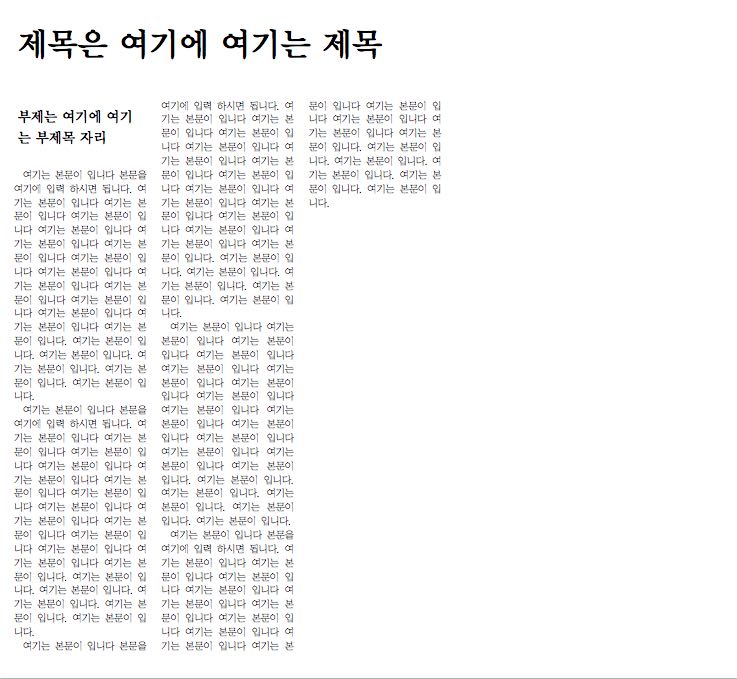 제목은 여기에 여기는 제목
부제는 여기에 여기
는 부제목 자리
여기는 본문이 입니다 본문을
여기에 입력 하시면 됩니다. 여
기는 본문이 입니다 여기는 본
문이 입니다 여기는 본문이 입
니다 여기는 본문이 입니다 여
기는 본문이 입니다 여기는 본
문이 입니다 여기는 본문이 입
니다 여기는 본문이 입니다 여
기는 본문이 입니다 여기는 본
문이 입니다 여기는 본문이 입
니다 여기는 본문이 입니다 여
기는 본문이 입니다 여기는 본
문이 입니다. 여기는 본문이 입
니다. 여기는 본문이 입니다. 여
기는 본문이 입니다. 여기는 본
문이 입니다. 여기는 본문이 입
니다.
여기는 본문이 입니다 본문을
여기에 입력 하시면 됩니다. 여
기는 본문이 입니다 여기는 본
문이 입니다 여기는 본문이 입
니다 여기는 본문이 입니다 여
기는 본문이 입니다 여기는 본
문이 입니다 여기는 본문이 입
니다 여기는 본문이 입니다 여
기는 본문이 입니다 여기는 본
문이 입니다 여기는 본문이 입
니다 여기는 본문이 입니다 여
기는 본문이 입니다 여기는 본
문이 입니다. 여기는 본문이 입
니다. 여기는 본문이 입니다. 여
기는 본문이 입니다. 여기는 본
문이 입니다. 여기는 본문이 입
니다.
여기는 본문이 입니다 본문을
여기에 입력 하시면 됩니다. 여
기는 본문이 입니다 여기는 본
문이 입니다 여기는 본문이 입
니다 여기는 본문이 입니다 여
기는 본문이 입니다 여기는 본
문이 입니다 여기는 본문이 입
니다 여기는 본문이 입니다 여
기는 본문이 입니다 여기는 본
문이 입니다 여기는 본문이 입
니다 여기는 본문이 입니다 여
기는 본문이 입니다 여기는 본
문이 입니다. 여기는 본문이 입
니다. 여기는 본문이 입니다. 여
기는 본문이 입니다. 여기는 본
문이 입니다. 여기는 본문이 입
니다.
여기는 본문이 입니다 여기는
본문이 입니다 여기는 본문이
입니다 여기는 본문이 입니다
여기는 본문이 입니다 여기는
본문이 입니다 여기는 본문이
입니다 여기는 본문이 입니다
여기는 본문이 입니다 여기는
본문이 입니다 여기는 본문이
입니다 여기는 본문이 입니다
여기는 본문이 입니다 여기는
본문이 입니다 여기는 본문이
입니다. 여기는 본문이 입니다.
여기는 본문이 입니다. 여기는
본문이 입니다. 여기는 본문이
입니다. 여기는 본문이 입니다.
여기는 본문이 입니다 본문을
여기에 입력 하시면 됩니다. 여
기는 본문이 입니다 여기는 본
문이 입니다 여기는 본문이 입
니다 여기는 본문이 입니다 여
기는 본문이 입니다 여기는 본
문이 입니다 여기는 본문이 입
니다 여기는 본문이 입니다 여
기는 본문이 입니다 여기는 본
문이 입니다 여기는 본문이 입
니다 여기는 본문이 입니다 여
기는 본문이 입니다 여기는 본
문이 입니다. 여기는 본문이 입
니다. 여기는 본문이 입니다. 여
기는 본문이 입니다. 여기는 본
문이 입니다. 여기는 본문이 입
니다.